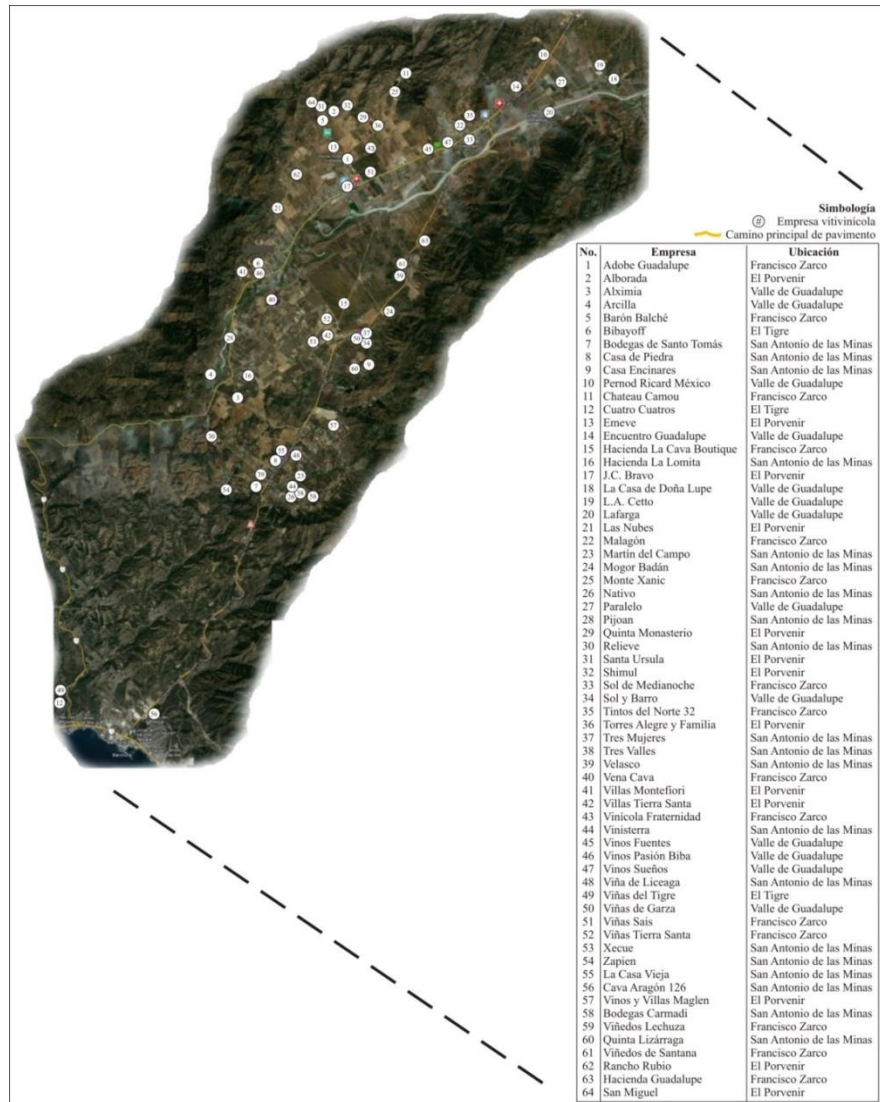 Simbología
# Empresa vitivinícola
Camino principal de pavimento
No. Empresa Ubicación
1 Adobe Guadalupe Francisco Zarco
2 Alborada El Porvenir
3 Alximia Valle de Guadalupe
4 Arcilla Valle de Guadalupe
5 Barón Balché Francisco Zarco
6 Bibayoff El Tigre
7 Bodegas de Santo Tomás San Antonio de las Minas
8 Casa de Piedra San Antonio de las Minas
9 Casa Encinares San Antonio de las Minas
10 Pernod Ricard México Valle de Guadalupe
11 Chateau Camou Francisco Zarco
12 Cuatro Cuatros El Tigre
13 Emeve El Porvenir
14 Encuentro Guadalupe Valle de Guadalupe
15 Hacienda La Cava Boutique Francisco Zarco
16 Hacienda La Lomita San Antonio de las Minas
17 J.C. Bravo El Porvenir
18 La Casa de Doña Lupe Valle de Guadalupe
19 L.A. Cetto Valle de Guadalupe
20 Lafarga Valle de Guadalupe
21 Las Nubes El Porvenir
22 Malagón Francisco Zarco
23 Martín del Campo San Antonio de las Minas
24 Mogor Badán San Antonio de las Minas
25 Monte Xanic Francisco Zarco
26 Nativo San Antonio de las Minas
27 Paralelo Valle de Guadalupe
28 Pijoan San Antonio de las Minas
29 Quinta Monasterio El Porvenir
30 Relieve San Antonio de las Minas
31 Santa Ursula El Porvenir
32 Shimul El Porvenir
33 Sol de Medianoche Francisco Zarco
34 Sol y Barro Valle de Guadalupe
35 Tintos del Norte 32 Francisco Zarco
36 Torres Alegre y Familia El Porvenir
37 Tres Mujeres San Antonio de las Minas
38 Tres Valles San Antonio de las Minas
39 Velasco San Antonio de las Minas
40 Vena Cava Francisco Zarco
41 Villas Montefiori El Porvenir
42 Villas Tierra Santa El Porvenir
43 Vinícola Fraternidad Francisco Zarco
44 Vinisterra San Antonio de las Minas
45 Vinos Fuentes Valle de Guadalupe
46 Vinos Pasión Biba Valle de Guadalupe
47 Vinos Sueños Valle de Guadalupe
48 Viña de Liceaga San Antonio de las Minas
49 Viñas del Tigre El Tigre
50 Viñas de Garza Valle de Guadalupe
51 Viñas Sais Francisco Zarco
52 Viñas Tierra Santa Francisco Zarco
53 Xecue San Antonio de las Minas
54 Zapien San Antonio de las Minas
55 La Casa Vieja San Antonio de las Minas
56 Cava Aragón 126 San Antonio de las Minas
57 Vinos y Villas Maglen El Porvenir
58 Bodegas Carmadi San Antonio de las Minas
59 Viñedos Lechuza Francisco Zarco
60 Quinta Lizárraga San Antonio de las Minas
61 Viñedos de Santana Francisco Zarco
62 Rancho Rubio El Porvenir
63 Hacienda Guadalupe Francisco Zarco
64 San Miguel El Porvenir